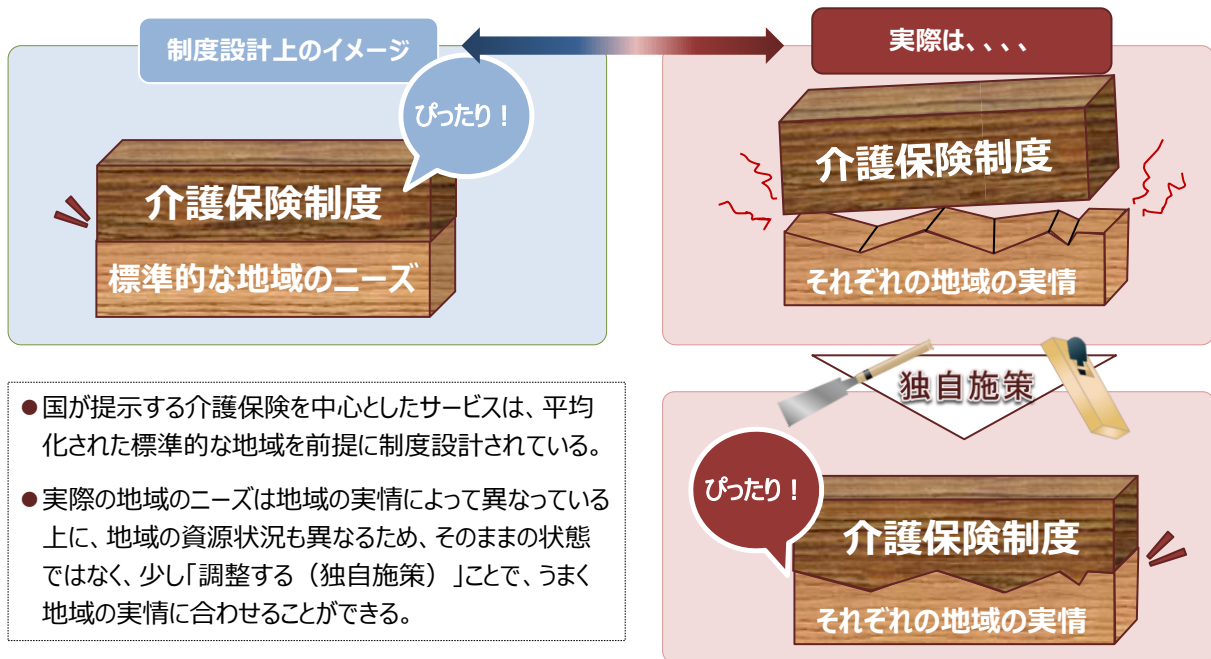 制度設計上のイメージ
ぴったり！
介護保険制度
標準的な地域のニーズ
実際は、、、、
介護保険制度
それぞれの地域の実情
独自施策
ぴったり！
介護保険制度
それぞれの地域の実情
●国が提示する介護保険を中心としたサービスは、平均
化された標準的な地域を前提に制度設計されている。
●実際の地域のニーズは地域の実情によって異なっている
上に、地域の資源状況も異なるため、そのままの状態
ではなく、少し「調整する（独自施策）」ことで、うまく
地域の実情に合わせることができる。